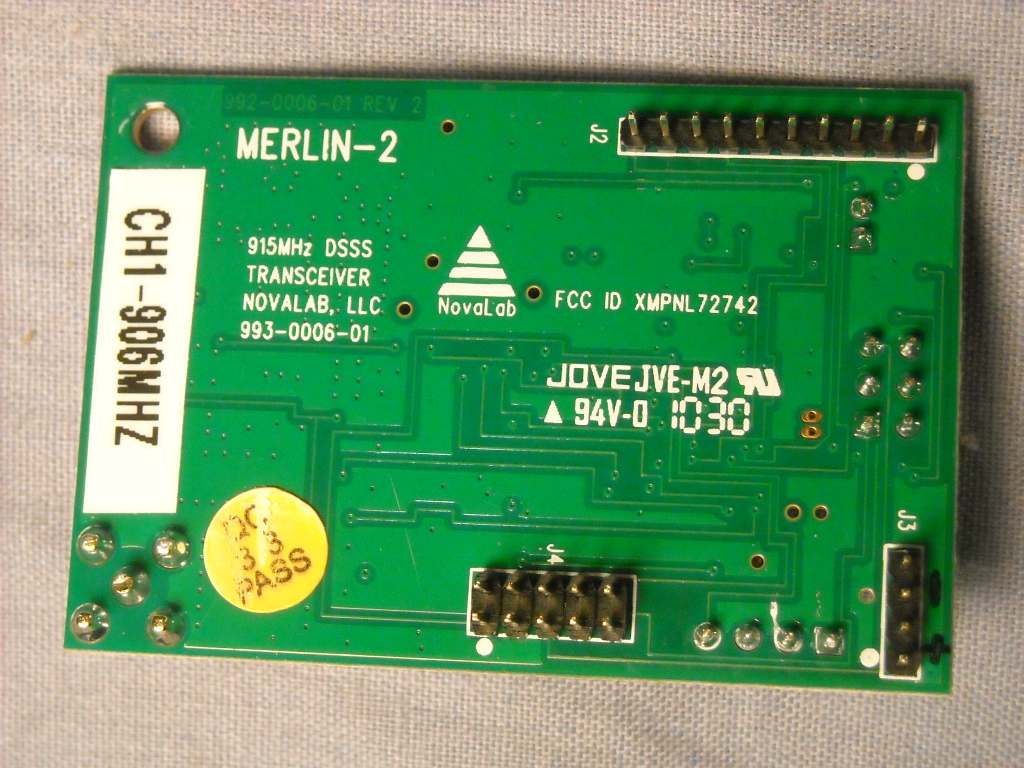 992-0006-01 REV 2
MERLIN-2
J2
CH1-906MHZ
915MHz DSSS
TRANSCEIVER
NOVALAB, LLC
993-0006-01
NovaLab
FCC ID XMPNL72742
JOVE JVE-M2
94V-0 1030
QC
33
PASS
J4
J3